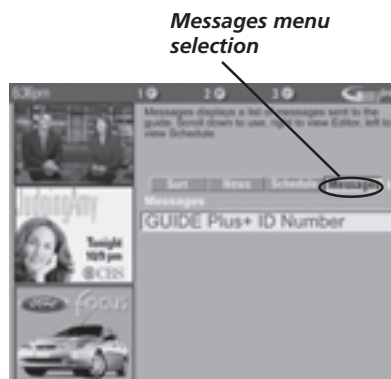 Messages menu
selection
1 2 3
Messages displays a list of messages sent to the
guide. Scroll down to use, right to view Editor, left to
view Schedule.
Sort News Schedule Messages
Messages
GUIDE Plus+ ID Number
JudgingAmy
Tonight
10/9 pm
CBS
Ford Focus